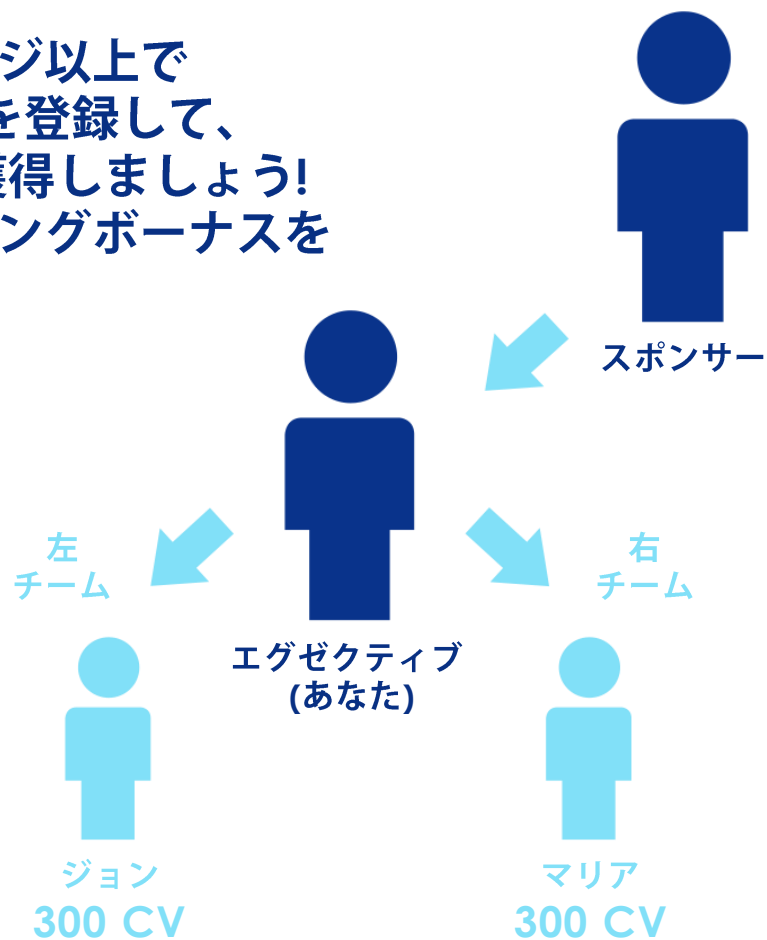 ジ以上で
を登録して、
獲得しましょう!
ングボーナスを
スポンサー
左
チーム
右
チーム
エグゼクティブ
(あなた)
ジョン
300 CV
マリア
300 CV